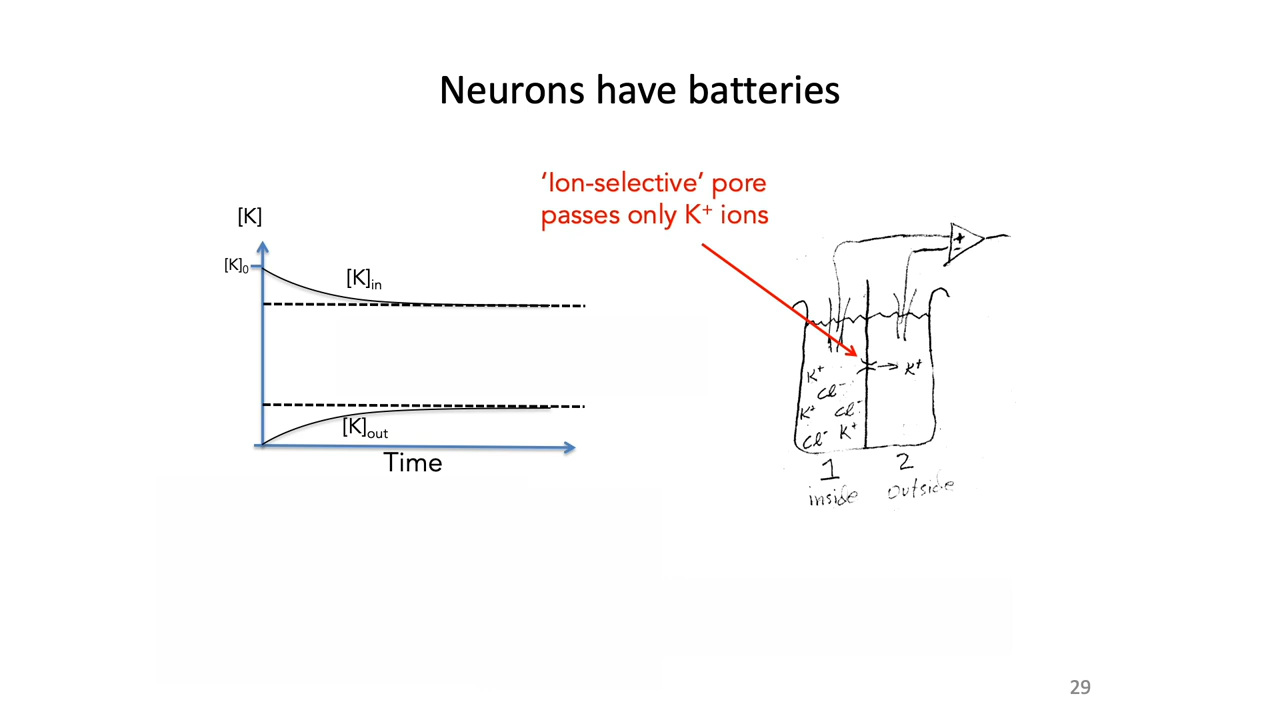 Neurons have batteries
‘Ion-selective’ pore
passes only K⁺ ions
[K]
[K]₀
[K]in
[K]out
Time
+
-
K⁺
K⁺
Cl⁻
K⁺ Cl⁻
Cl⁻ K⁺
1 2
inside outside
29